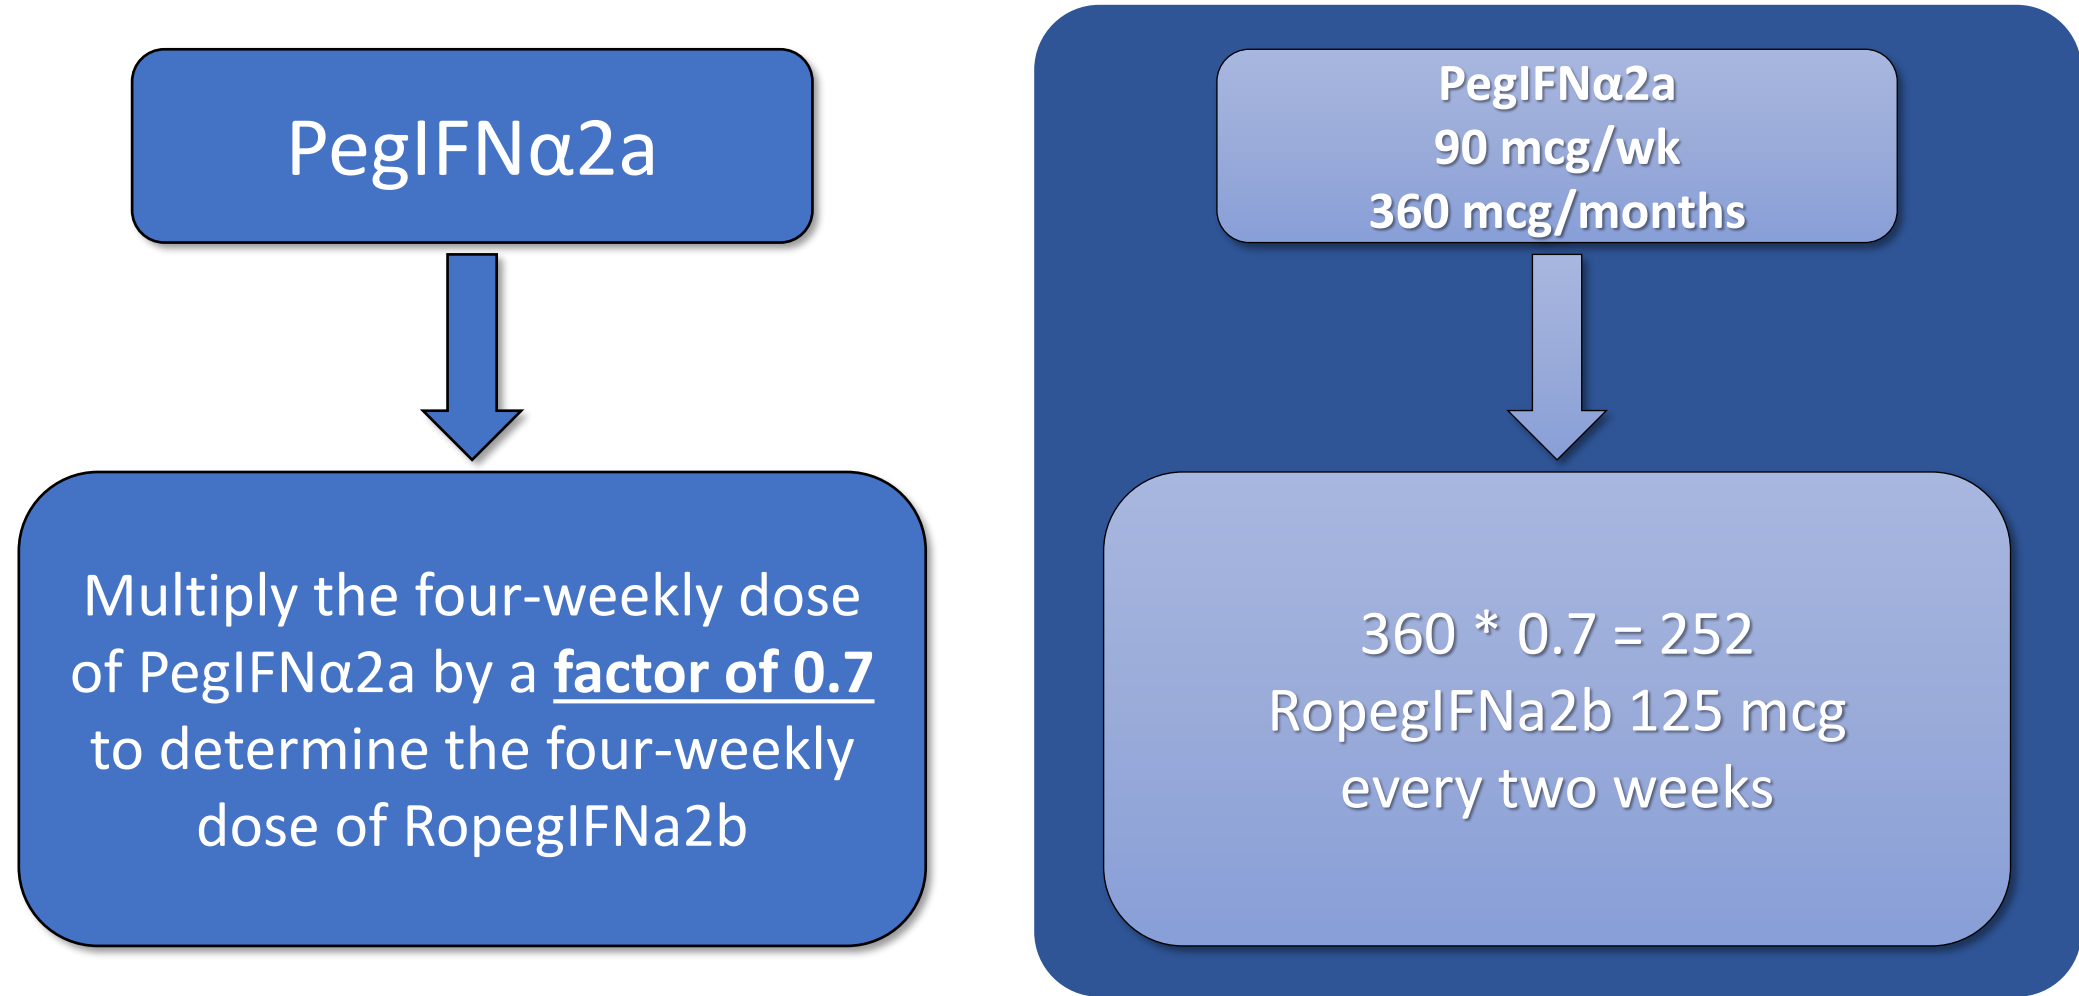 PegIFNα2a
Multiply the four-weekly dose
of PegIFNα2a by a factor of 0.7
to determine the four-weekly
dose of RopegIFNa2b
PegIFNα2a
90 mcg/wk
360 mcg/months
360 * 0.7 = 252
RopegIFNa2b 125 mcg
every two weeks